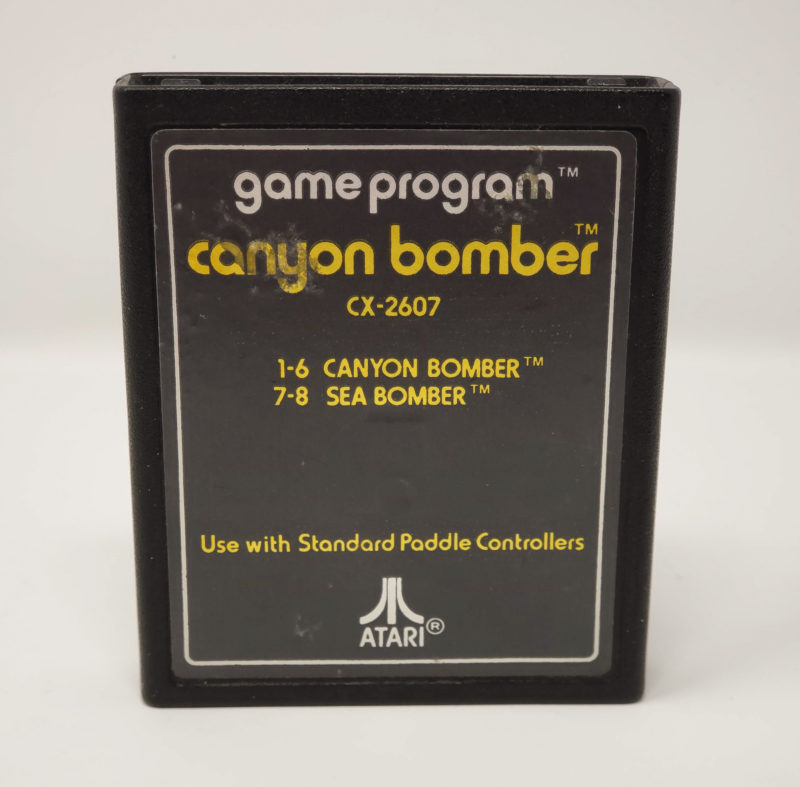 game program™
canyon bomber™
CX-2607
1-6 CANYON BOMBER™
7-8 SEA BOMBER™
Use with Standard Paddle Controllers
ATARI®